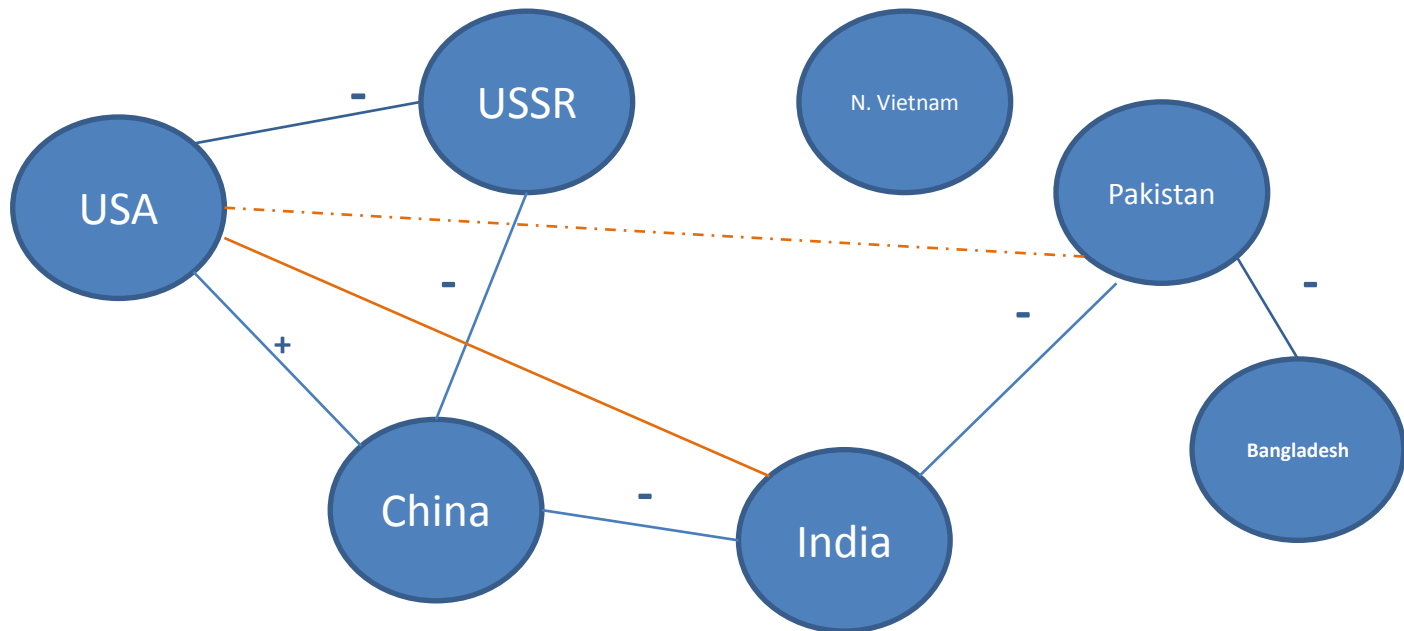 -
USSR
N. Vietnam
USA
Pakistan
-
-
-
+
Bangladesh
-
China
India